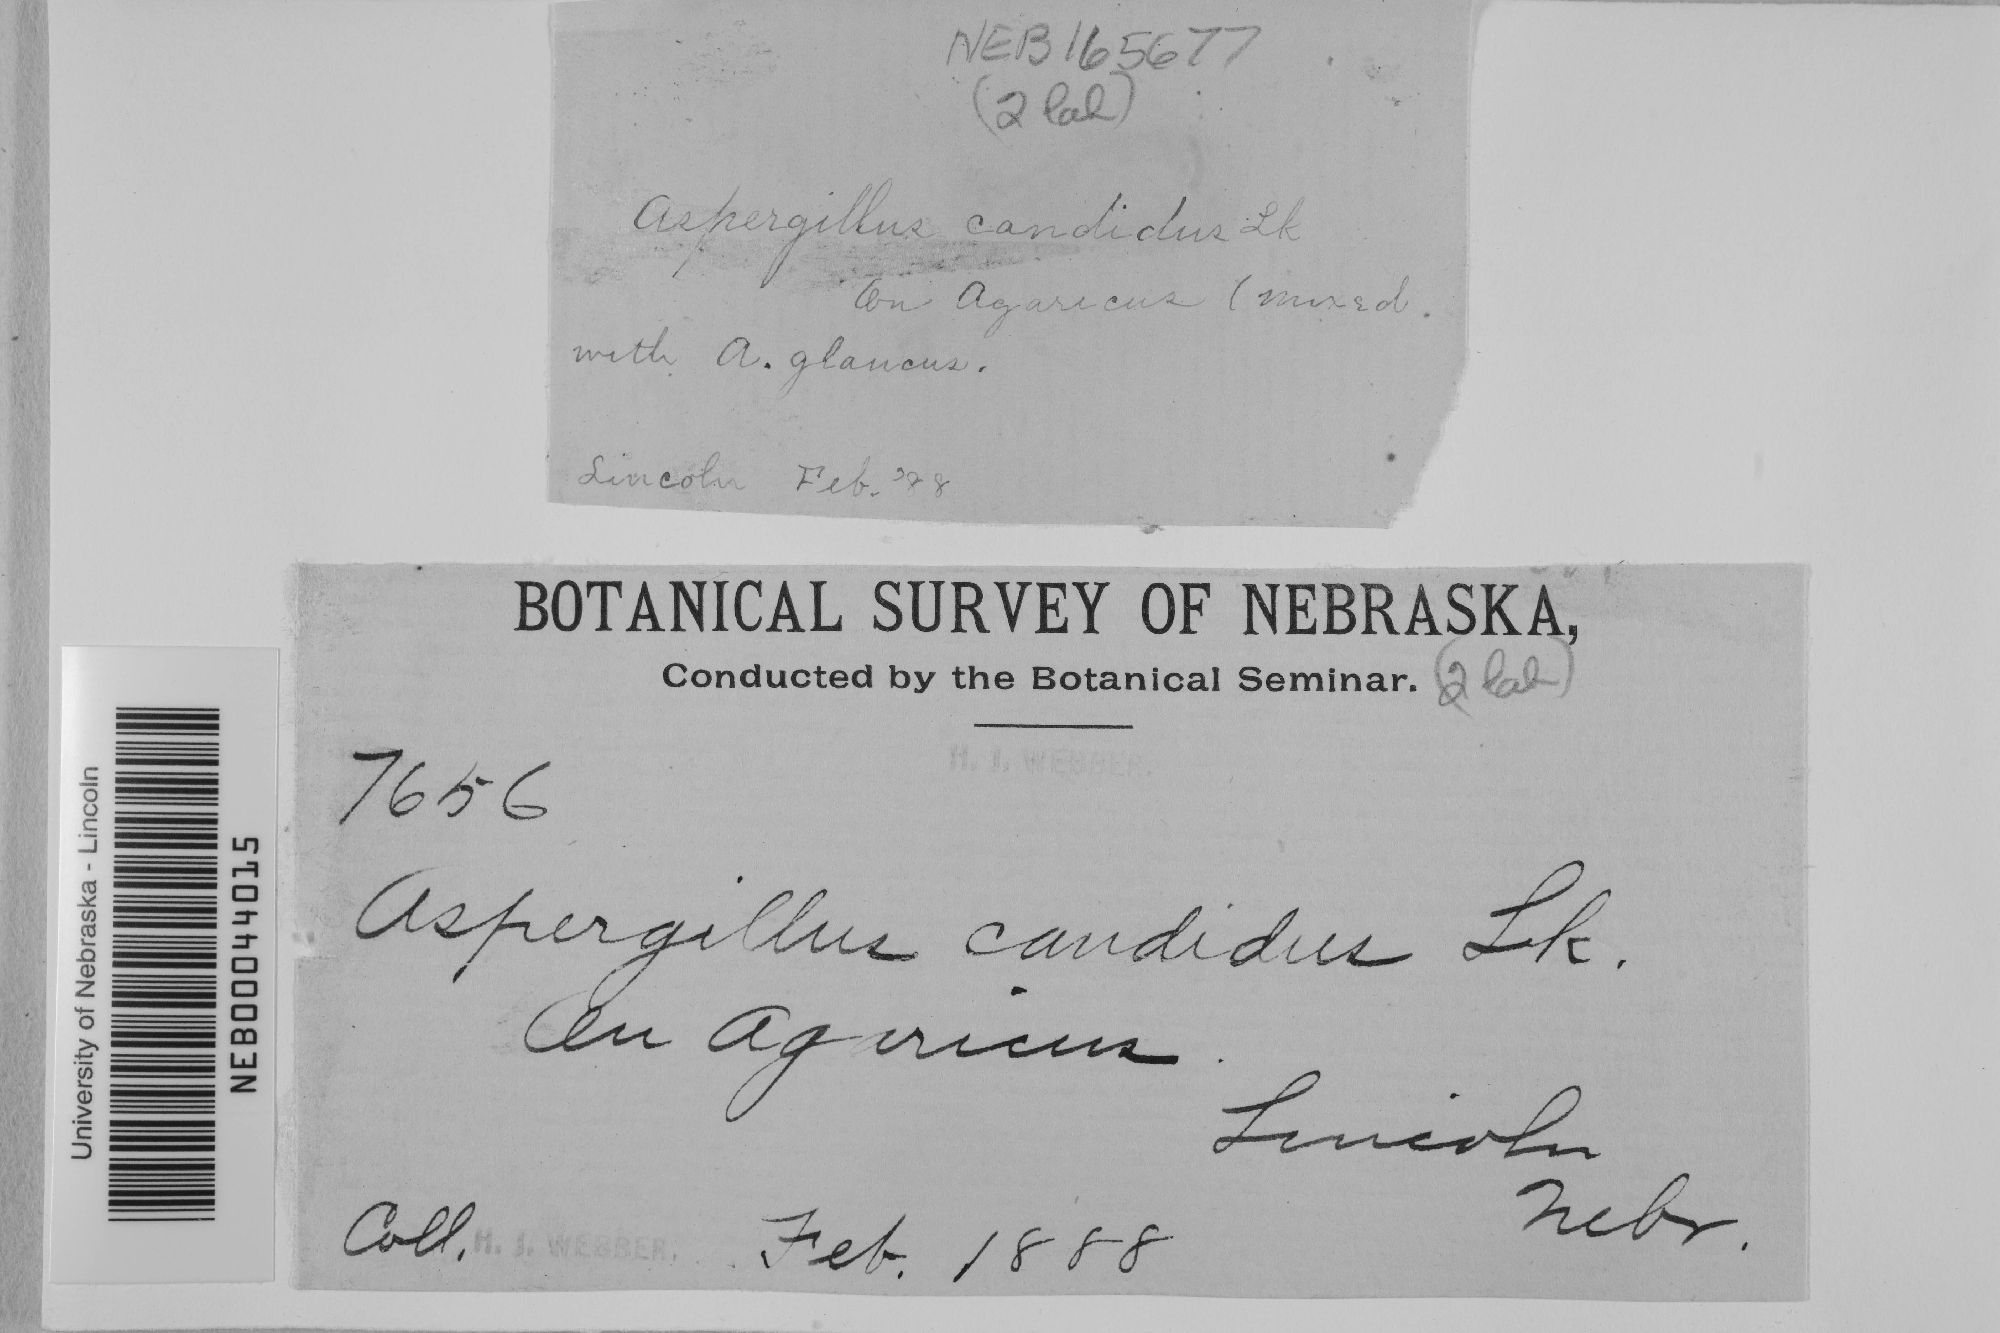 NEB165677
(2 lab)
Aspergillus candidus Lk
On Agaricus (mixed.
with A. glaucus.
Lincoln Feb. '88
BOTANICAL SURVEY OF NEBRASKA,
Conducted by the Botanical Seminar. (2 lab)
H. J. WEBBER.
7656
Aspergillus candidus Lk.
On Agaricus.
Lincoln
Nebr.
Coll. H. J. WEBBER. Feb. 1888
University of Nebraska - Lincoln
NEB00044015